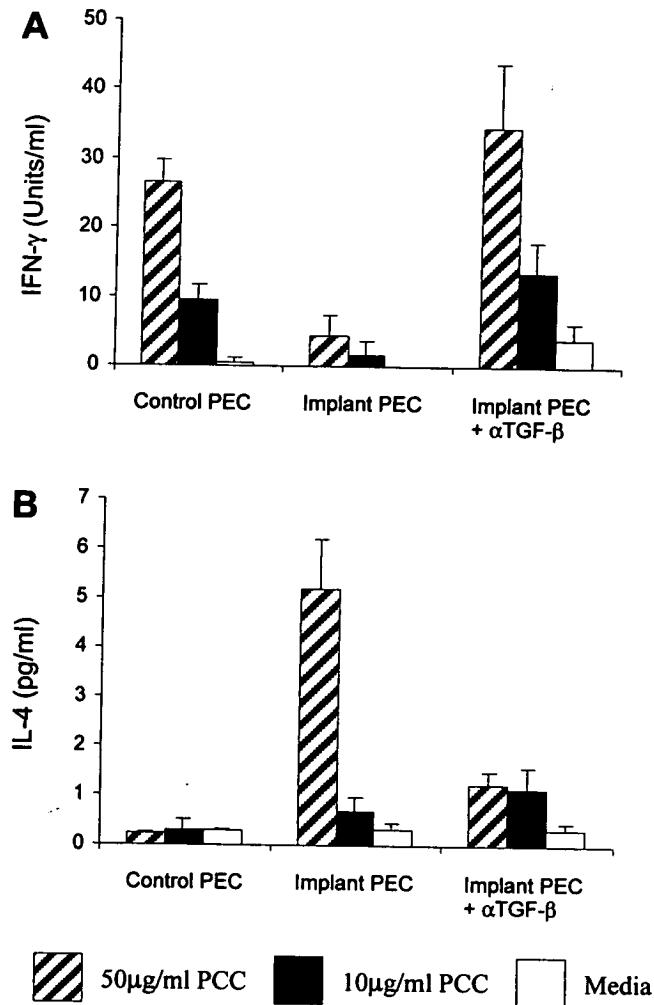 A
50
40
30
20
10
0
IFN-γ (Units/ml)
Control PEC
Implant PEC
Implant PEC
+ αTGF-β
B
7
6
5
4
3
2
1
0
IL-4 (pg/ml)
Control PEC
Implant PEC
Implant PEC
+ αTGF-β
50μg/ml PCC
10μg/ml PCC
Media